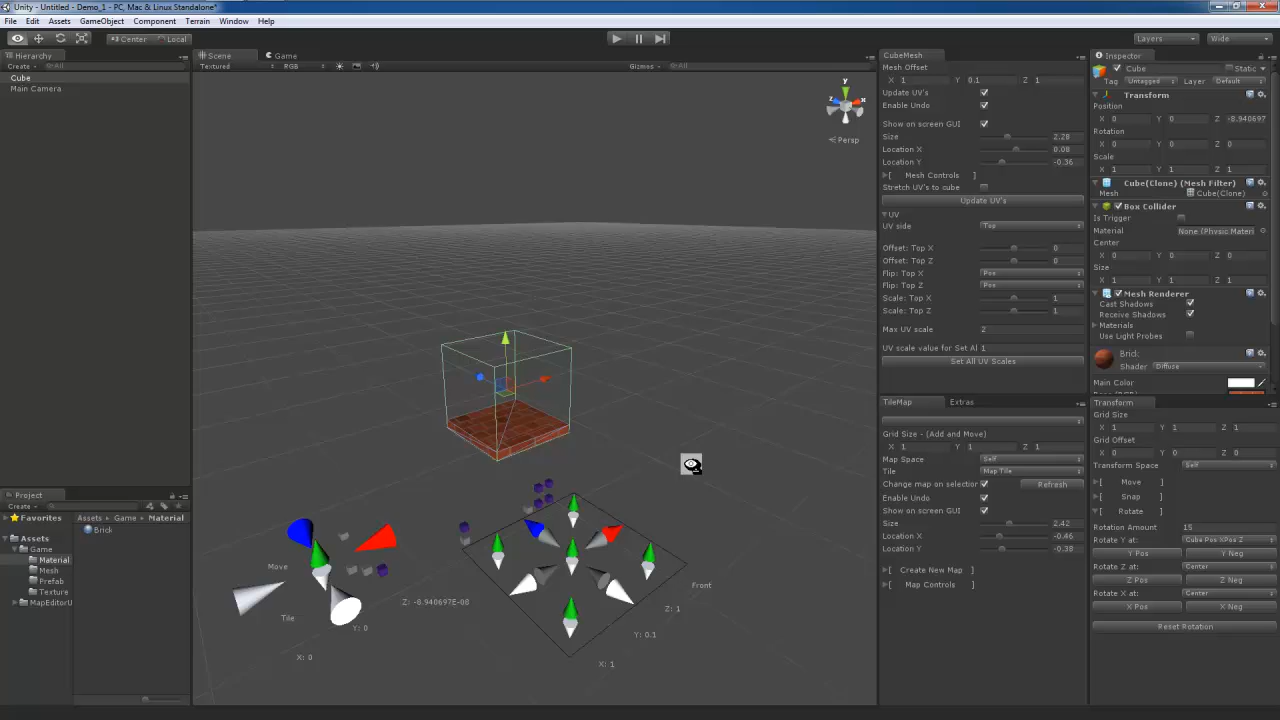 Unity - Untitled - Demo_1 - PC, Mac & Linux Standalone*
File Edit Assets GameObject Component Terrain Window Help
Center Local
Layers Wide
Hierarchy
Create All
Cube
Main Camera
Scene Game
Textured RGB Gizmos All
y
z x
Persp
Move
Tile
Front
X: 0
Y: 0
Z: -8.940697E-08
X: 1
Y: 0.1
Z: 1
Project
Create
Favorites
Assets
Game
Material
Mesh
Prefab
Texture
MapEditorU
Assets Game Material
Brick
CubeMesh
Mesh Offset
X 1 Y 0.1 Z 1
Update UV's
Enable Undo
Show on screen GUI
Size 2.28
Location X 0.08
Location Y -0.36
[ Mesh Controls ]
Stretch UV's to cube
Update UV's
UV
UV side Top
Offset: Top X 0
Offset: Top Z 0
Flip: Top X Pos
Flip: Top Z Pos
Scale: Top X 1
Scale: Top Z 1
Max UV scale 2
UV scale value for Set Al 1
Set All UV Scales
TileMap Extras
Grid Size - (Add and Move)
X 1 Y 1 Z 1
Map Space Self
Tile Map Tile
Change map on selection Refresh
Enable Undo
Show on screen GUI
Size 2.42
Location X -0.46
Location Y -0.38
[ Create New Map ]
[ Map Controls ]
Inspector
Cube Static
Tag Untagged Layer Default
Transform
Position
X 0 Y 0 Z -8.940697
Rotation
X 0 Y 0 Z 0
Scale
X 1 Y 1 Z 1
Cube(Clone) (Mesh Filter)
Mesh Cube(Clone)
Box Collider
Is Trigger
Material None (Physic Materi
Center
X 0 Y 0 Z 0
Size
X 1 Y 1 Z 1
Mesh Renderer
Cast Shadows
Receive Shadows
Materials
Use Light Probes
Brick
Shader Diffuse
Main Color
Transform
Grid Size
X 1 Y 1 Z 1
Grid Offset
X 0 Y 0 Z 0
Transform Space Self
[ Move ]
[ Snap ]
[ Rotate ]
Rotation Amount 15
Rotate Y at: Cube Pos XPos Z
Y Pos Y Neg
Rotate Z at: Center
Z Pos Z Neg
Rotate X at: Center
X Pos X Neg
Reset Rotation